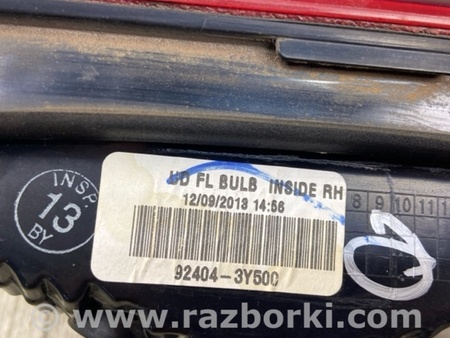 UD FL BULB INSIDE RH
12/09/2013 14:56
92404-3Y500
INSP.
13
BY
8 9 10 11 1
www.razborki.com